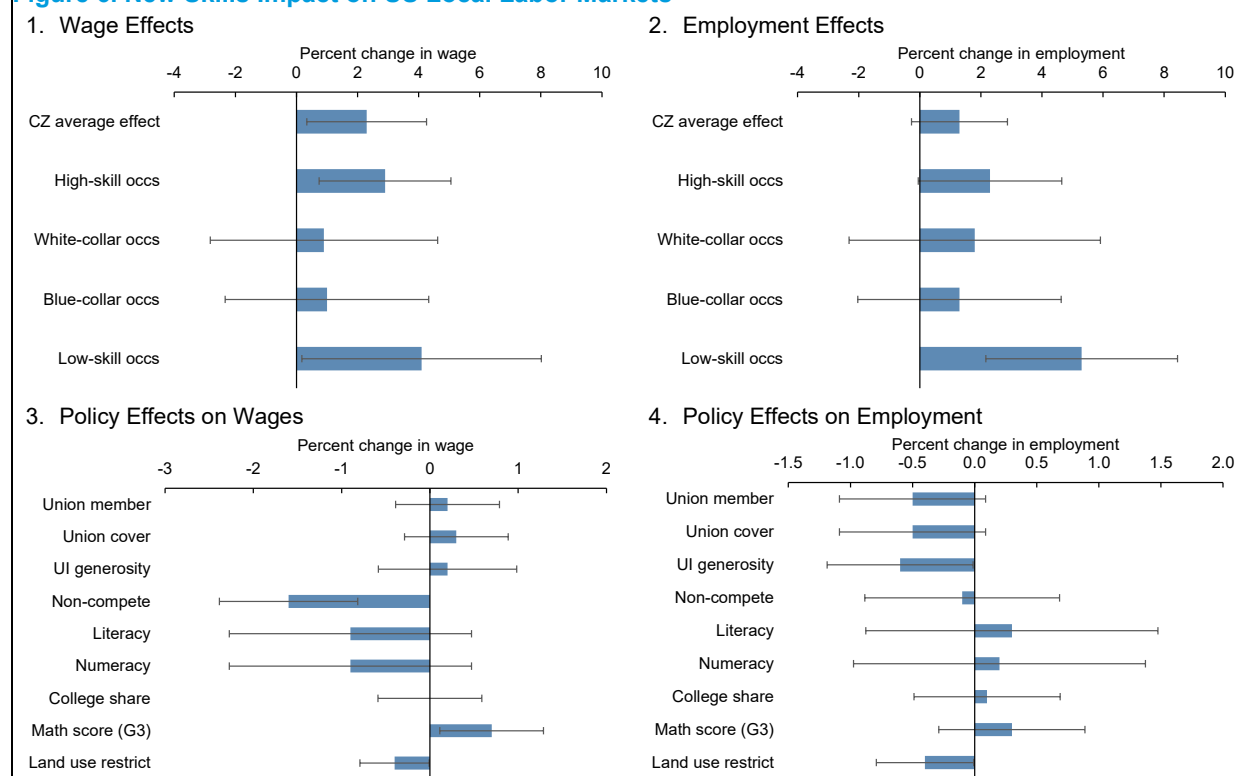 1. Wage Effects
Percent change in wage
-4 -2 0 2 4 6 8 10
CZ average effect
High-skill occs
White-collar occs
Blue-collar occs
Low-skill occs
2. Employment Effects
Percent change in employment
-4 -2 0 2 4 6 8 10
CZ average effect
High-skill occs
White-collar occs
Blue-collar occs
Low-skill occs
3. Policy Effects on Wages
Percent change in wage
-3 -2 -1 0 1 2
Union member
Union cover
UI generosity
Non-compete
Literacy
Numeracy
College share
Math score (G3)
Land use restrict
4. Policy Effects on Employment
Percent change in employment
-1.5 -1.0 -0.5 0.0 0.5 1.0 1.5 2.0
Union member
Union cover
UI generosity
Non-compete
Literacy
Numeracy
College share
Math score (G3)
Land use restrict